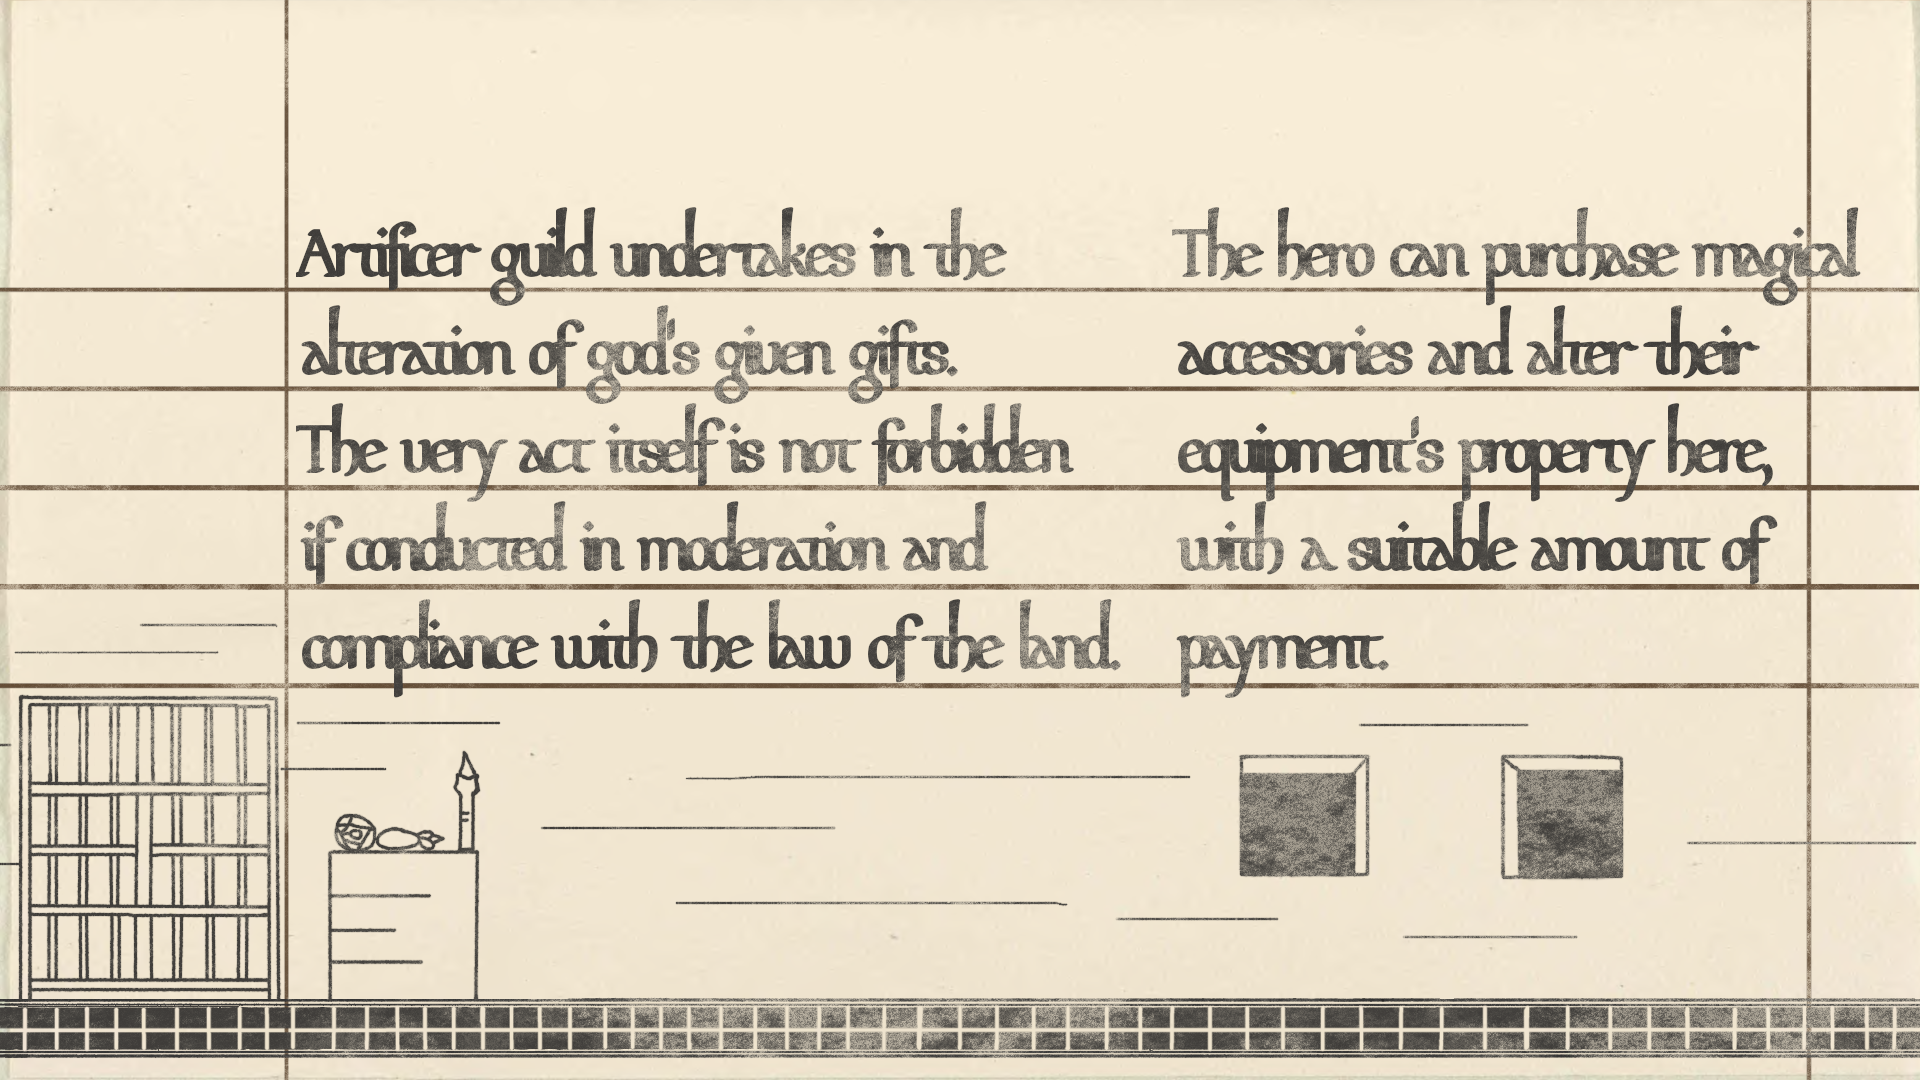 Artificer guild undertakes in the
alteration of god's given gifts.
The very act itself is not forbidden
if conducted in moderation and
compliance with the law of the land.
The hero can purchase magical
accessories and alter their
equipment's property here,
with a suitable amount of
payment.